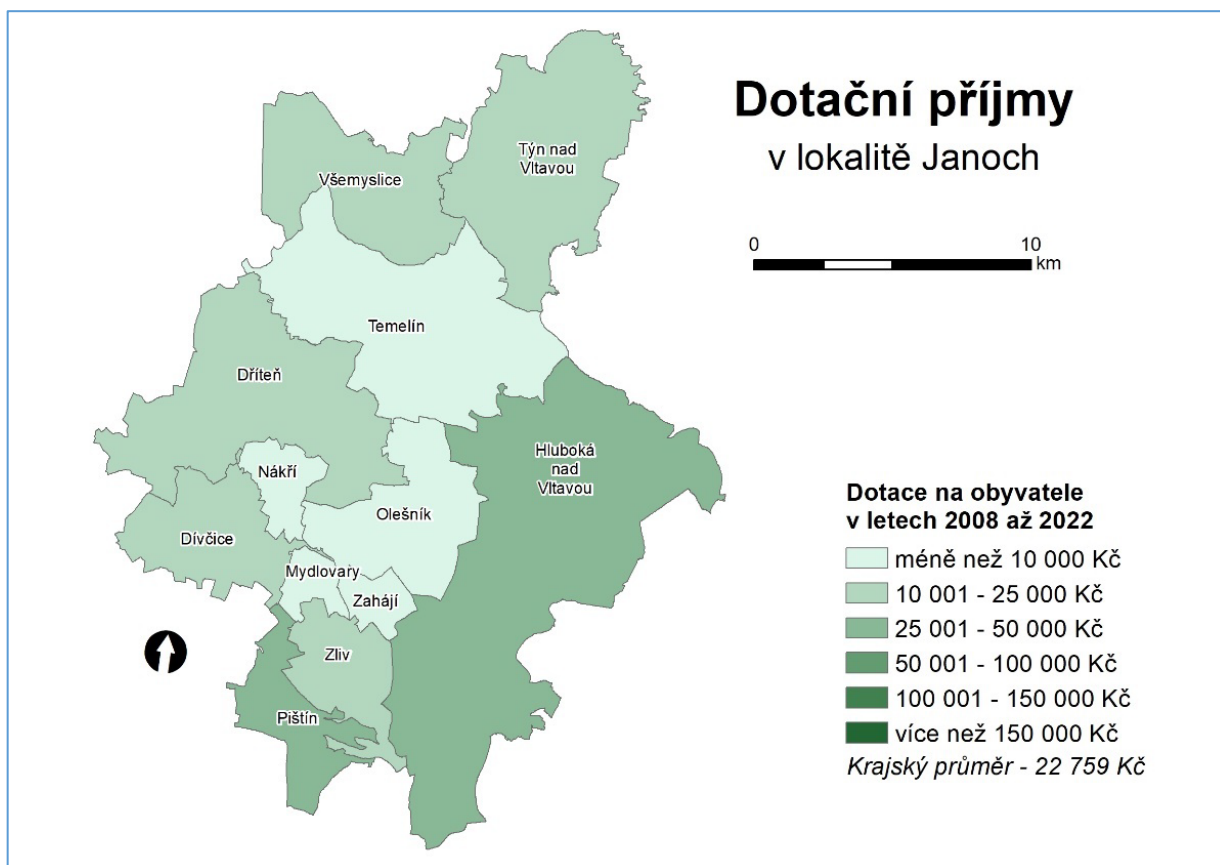 Dotační příjmy
v lokalitě Janoch
0 10
km
Týn nad
Vltavou
Všemyslice
Temelín
Dříteň
Hluboká
nad
Vltavou
Nákří
Olešník
Dívčice
Mydlovary
Zahájí
Zliv
Pištín
Dotace na obyvatele
v letech 2008 až 2022
méně než 10 000 Kč
10 001 - 25 000 Kč
25 001 - 50 000 Kč
50 001 - 100 000 Kč
100 001 - 150 000 Kč
více než 150 000 Kč
Krajský průměr - 22 759 Kč